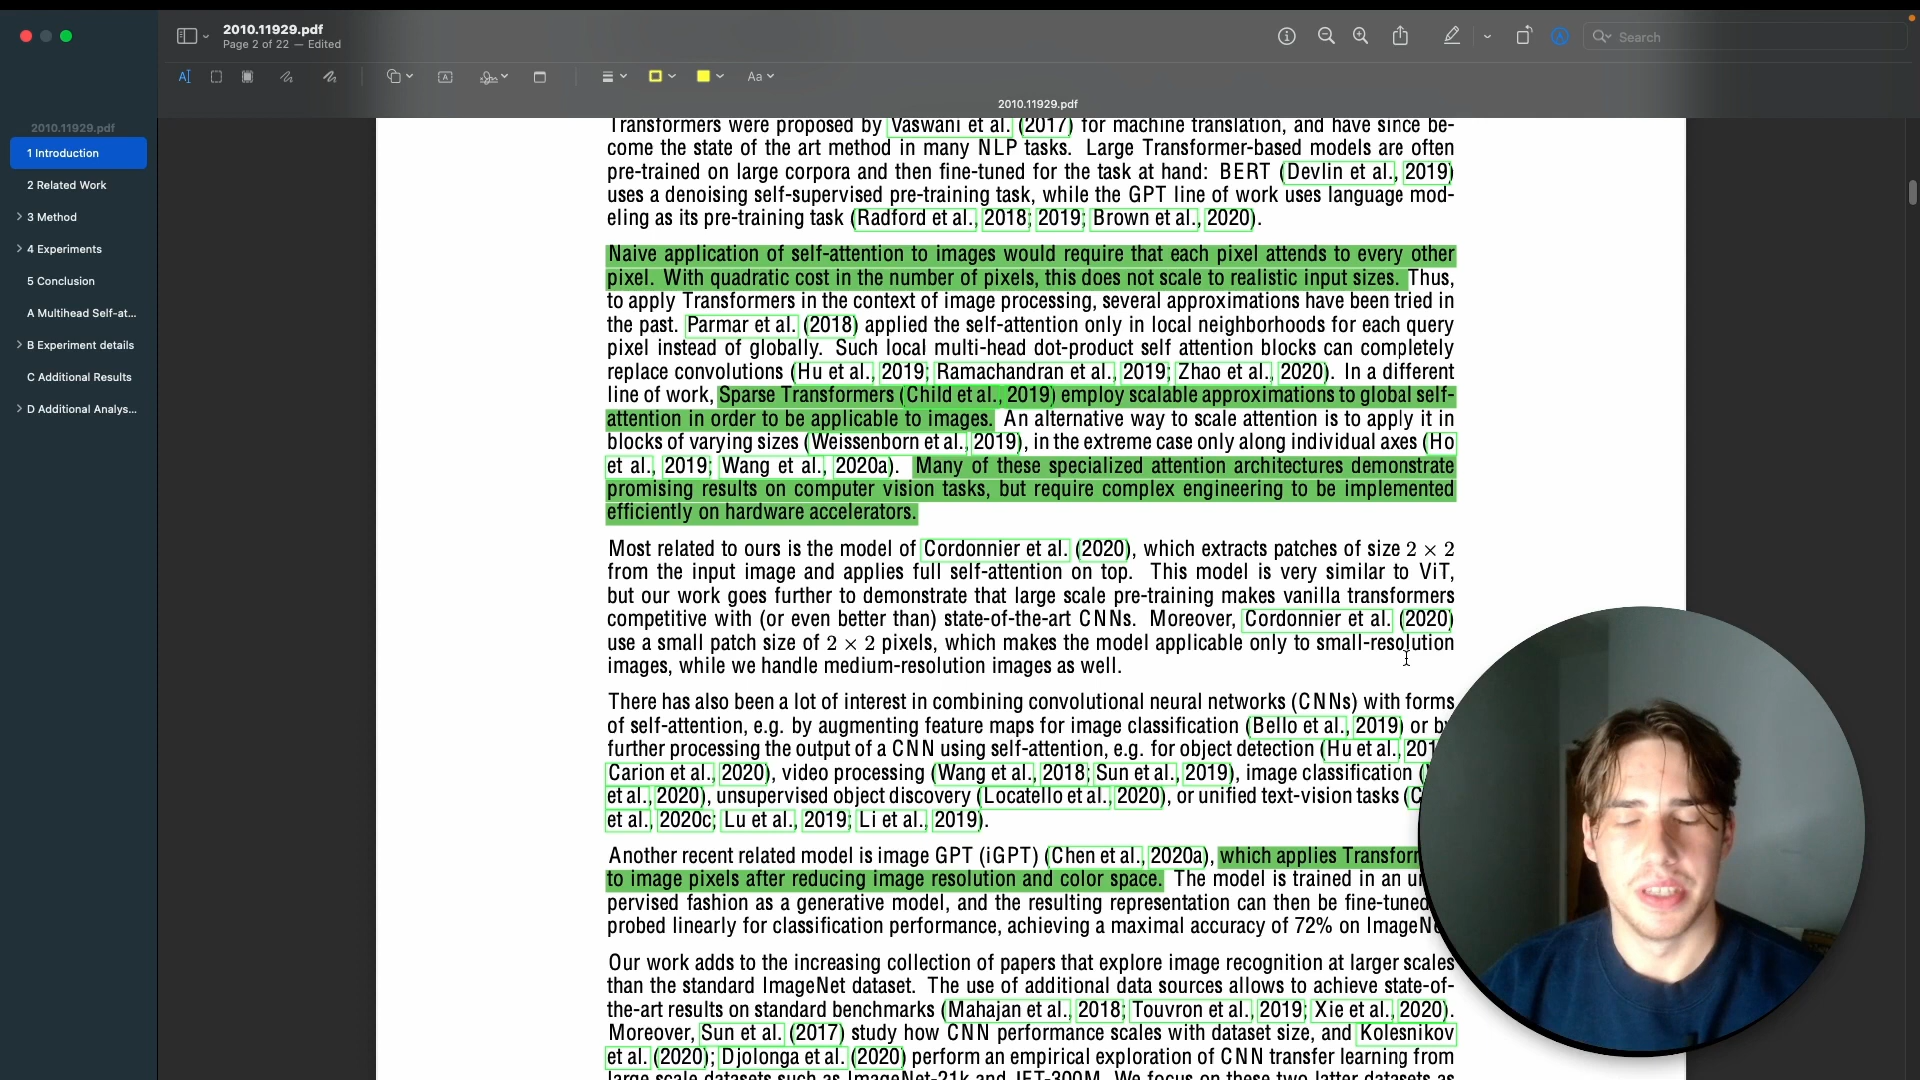 2010.11929.pdf
Page 2 of 22 — Edited
Search
Aa
2010.11929.pdf
2010.11929.pdf
1 Introduction
2 Related Work
3 Method
4 Experiments
5 Conclusion
A Multihead Self-at...
B Experiment details
C Additional Results
D Additional Analys...
Transformers were proposed by Vaswani et al. (2017) for machine translation, and have since be-
come the state of the art method in many NLP tasks. Large Transformer-based models are often
pre-trained on large corpora and then fine-tuned for the task at hand: BERT (Devlin et al., 2019)
uses a denoising self-supervised pre-training task, while the GPT line of work uses language mod-
eling as its pre-training task (Radford et al., 2018; 2019; Brown et al., 2020).
Naive application of self-attention to images would require that each pixel attends to every other
pixel. With quadratic cost in the number of pixels, this does not scale to realistic input sizes. Thus,
to apply Transformers in the context of image processing, several approximations have been tried in
the past. Parmar et al. (2018) applied the self-attention only in local neighborhoods for each query
pixel instead of globally. Such local multi-head dot-product self attention blocks can completely
replace convolutions (Hu et al., 2019; Ramachandran et al., 2019; Zhao et al., 2020). In a different
line of work, Sparse Transformers (Child et al., 2019) employ scalable approximations to global self-
attention in order to be applicable to images. An alternative way to scale attention is to apply it in
blocks of varying sizes (Weissenborn et al., 2019), in the extreme case only along individual axes (Ho
et al., 2019; Wang et al., 2020a). Many of these specialized attention architectures demonstrate
promising results on computer vision tasks, but require complex engineering to be implemented
efficiently on hardware accelerators.
Most related to ours is the model of Cordonnier et al. (2020), which extracts patches of size 2 × 2
from the input image and applies full self-attention on top. This model is very similar to ViT,
but our work goes further to demonstrate that large scale pre-training makes vanilla transformers
competitive with (or even better than) state-of-the-art CNNs. Moreover, Cordonnier et al. (2020)
use a small patch size of 2 × 2 pixels, which makes the model applicable only to small-resolution
images, while we handle medium-resolution images as well.
There has also been a lot of interest in combining convolutional neural networks (CNNs) with forms
of self-attention, e.g. by augmenting feature maps for image classification (Bello et al., 2019) or by
further processing the output of a CNN using self-attention, e.g. for object detection (Hu et al., 201
Carion et al., 2020), video processing (Wang et al., 2018; Sun et al., 2019), image classification (
et al., 2020), unsupervised object discovery (Locatello et al., 2020), or unified text-vision tasks (C
et al., 2020c; Lu et al., 2019; Li et al., 2019).
Another recent related model is image GPT (iGPT) (Chen et al., 2020a), which applies Transfor
to image pixels after reducing image resolution and color space. The model is trained in an u
pervised fashion as a generative model, and the resulting representation can then be fine-tuned
probed linearly for classification performance, achieving a maximal accuracy of 72% on ImageN
Our work adds to the increasing collection of papers that explore image recognition at larger scales
than the standard ImageNet dataset. The use of additional data sources allows to achieve state-of-
the-art results on standard benchmarks (Mahajan et al., 2018; Touvron et al., 2019; Xie et al., 2020).
Moreover, Sun et al. (2017) study how CNN performance scales with dataset size, and Kolesnikov
et al. (2020); Djolonga et al. (2020) perform an empirical exploration of CNN transfer learning from
large scale datasets such as ImageNet-21k and JFT-300M. We focus on these two latter datasets as